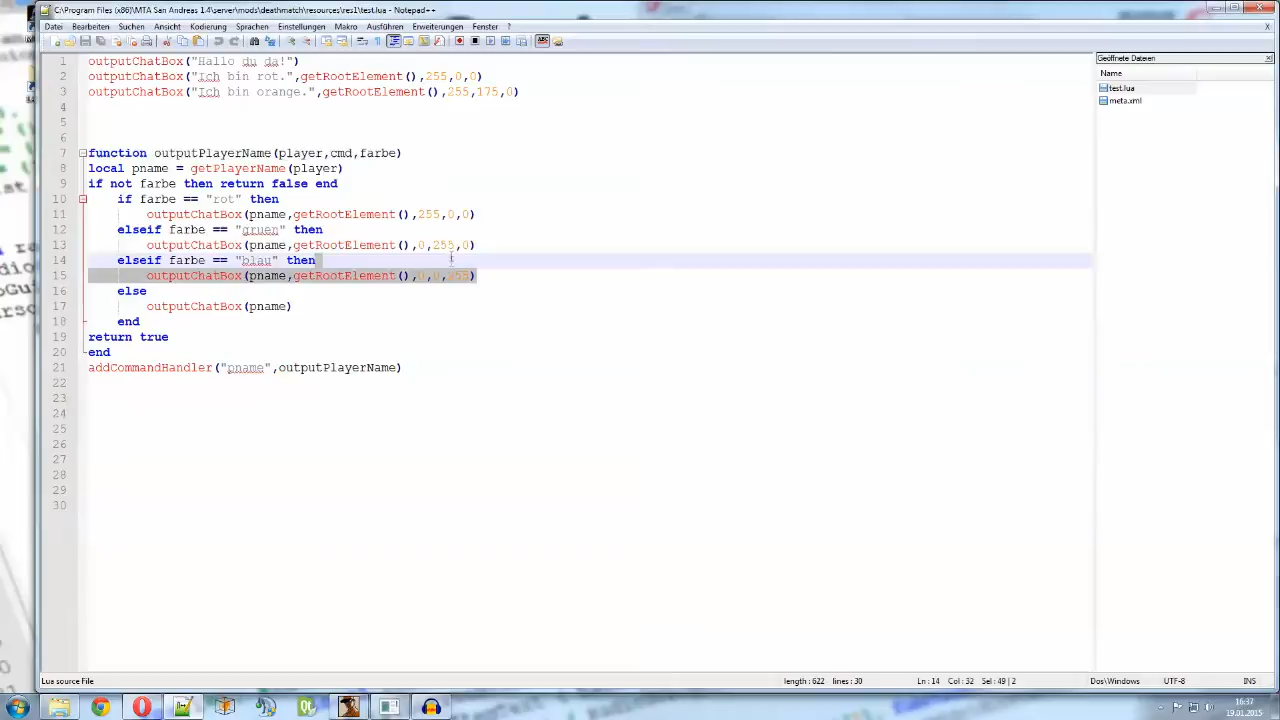 C:\Program Files (x86)\MTA San Andreas 1.4\server\mods\deathmatch\resources\res1\test.lua - Notepad++
Datei Bearbeiten Suchen Ansicht Kodierung Sprachen Einstellungen Makro Ausführen Erweiterungen Fenster ? X
1 outputChatBox("Hallo du da!")
2 outputChatBox("Ich bin rot.",getRootElement(),255,0,0)
3 outputChatBox("Ich bin orange.",getRootElement(),255,175,0)
4
5
6
7 function outputPlayerName(player,cmd,farbe)
8 local pname = getPlayerName(player)
9 if not farbe then return false end
10 if farbe == "rot" then
11 outputChatBox(pname,getRootElement(),255,0,0)
12 elseif farbe == "gruen" then
13 outputChatBox(pname,getRootElement(),0,255,0)
14 elseif farbe == "blau" then
15 outputChatBox(pname,getRootElement(),0,0,255)
16 else
17 outputChatBox(pname)
18 end
19 return true
20 end
21 addCommandHandler("pname",outputPlayerName)
22
23
24
25
26
27
28
29
30
Geöffnete Dateien
Name
test.lua
meta.xml
Lua source File length : 622 lines : 30 Ln : 14 Col : 32 Sel : 49 | 2 Dos\Windows UTF-8 INS
16:37
19.01.2015